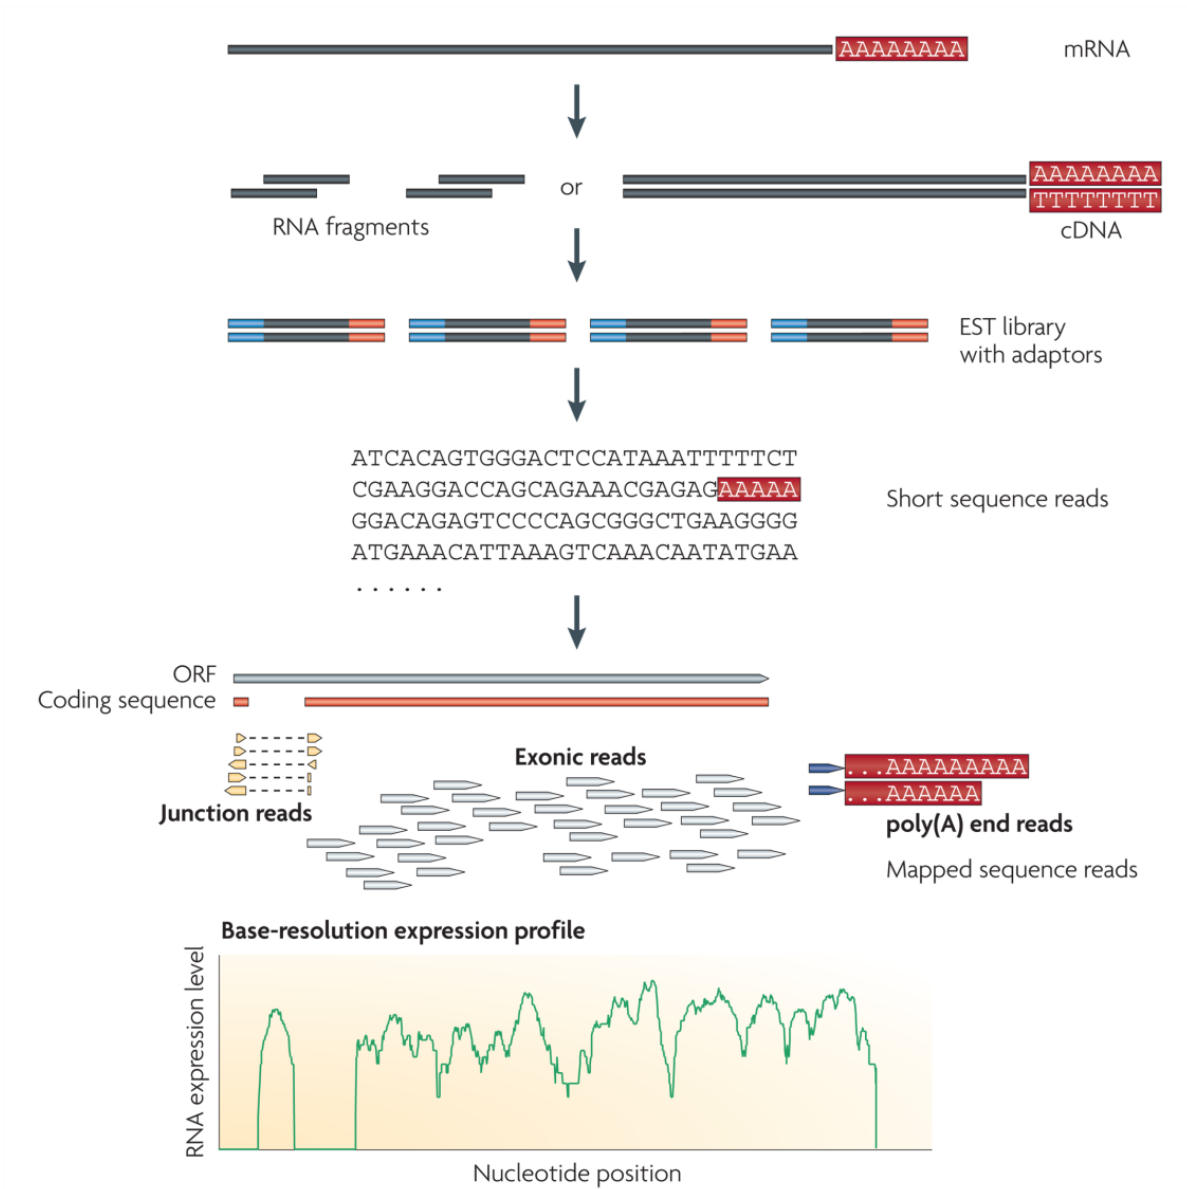 AAAAAAAA mRNA
AAAAAAAA
or
TTTTTTTT
RNA fragments
cDNA
EST library
with adaptors
ATCACAGTGGGACTCCATAAATTTTTCT
CGAAGGACCAGCAGAAACGAGAGAAAAA
Short sequence reads
GGACAGAGTCCCCAGCGGGCTGAAGGGG
ATGAAACATTAAAGTCAAACAATATGAA
. . . . . .
ORF
Coding sequence
Exonic reads
...AAAAAAAAA
...AAAAAA
Junction reads
poly(A) end reads
Mapped sequence reads
Base-resolution expression profile
RNA expression level
Nucleotide position